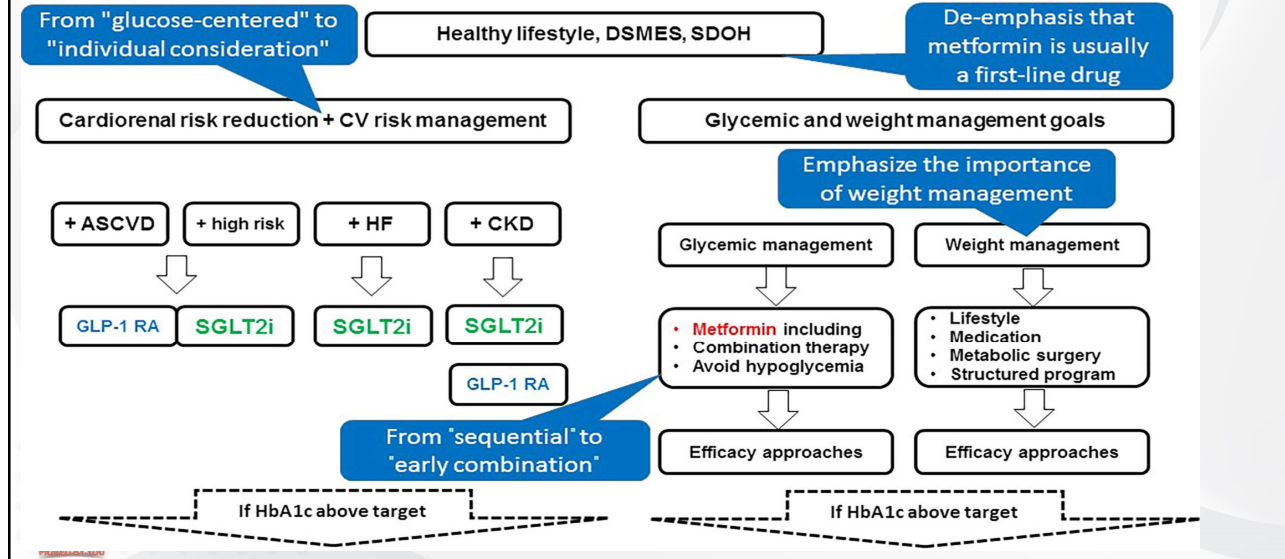 From "glucose-centered" to
"individual consideration"
Healthy lifestyle, DSMES, SDOH
De-emphasis that
metformin is usually
a first-line drug
Cardiorenal risk reduction + CV risk management
Glycemic and weight management goals
Emphasize the importance
of weight management
+ ASCVD
+ high risk
+ HF
+ CKD
Glycemic management
Weight management
GLP-1 RA
SGLT2i
SGLT2i
SGLT2i
GLP-1 RA
• Metformin including
• Combination therapy
• Avoid hypoglycemia
• Lifestyle
• Medication
• Metabolic surgery
• Structured program
From "sequential" to
"early combination"
Efficacy approaches
Efficacy approaches
If HbA1c above target
If HbA1c above target